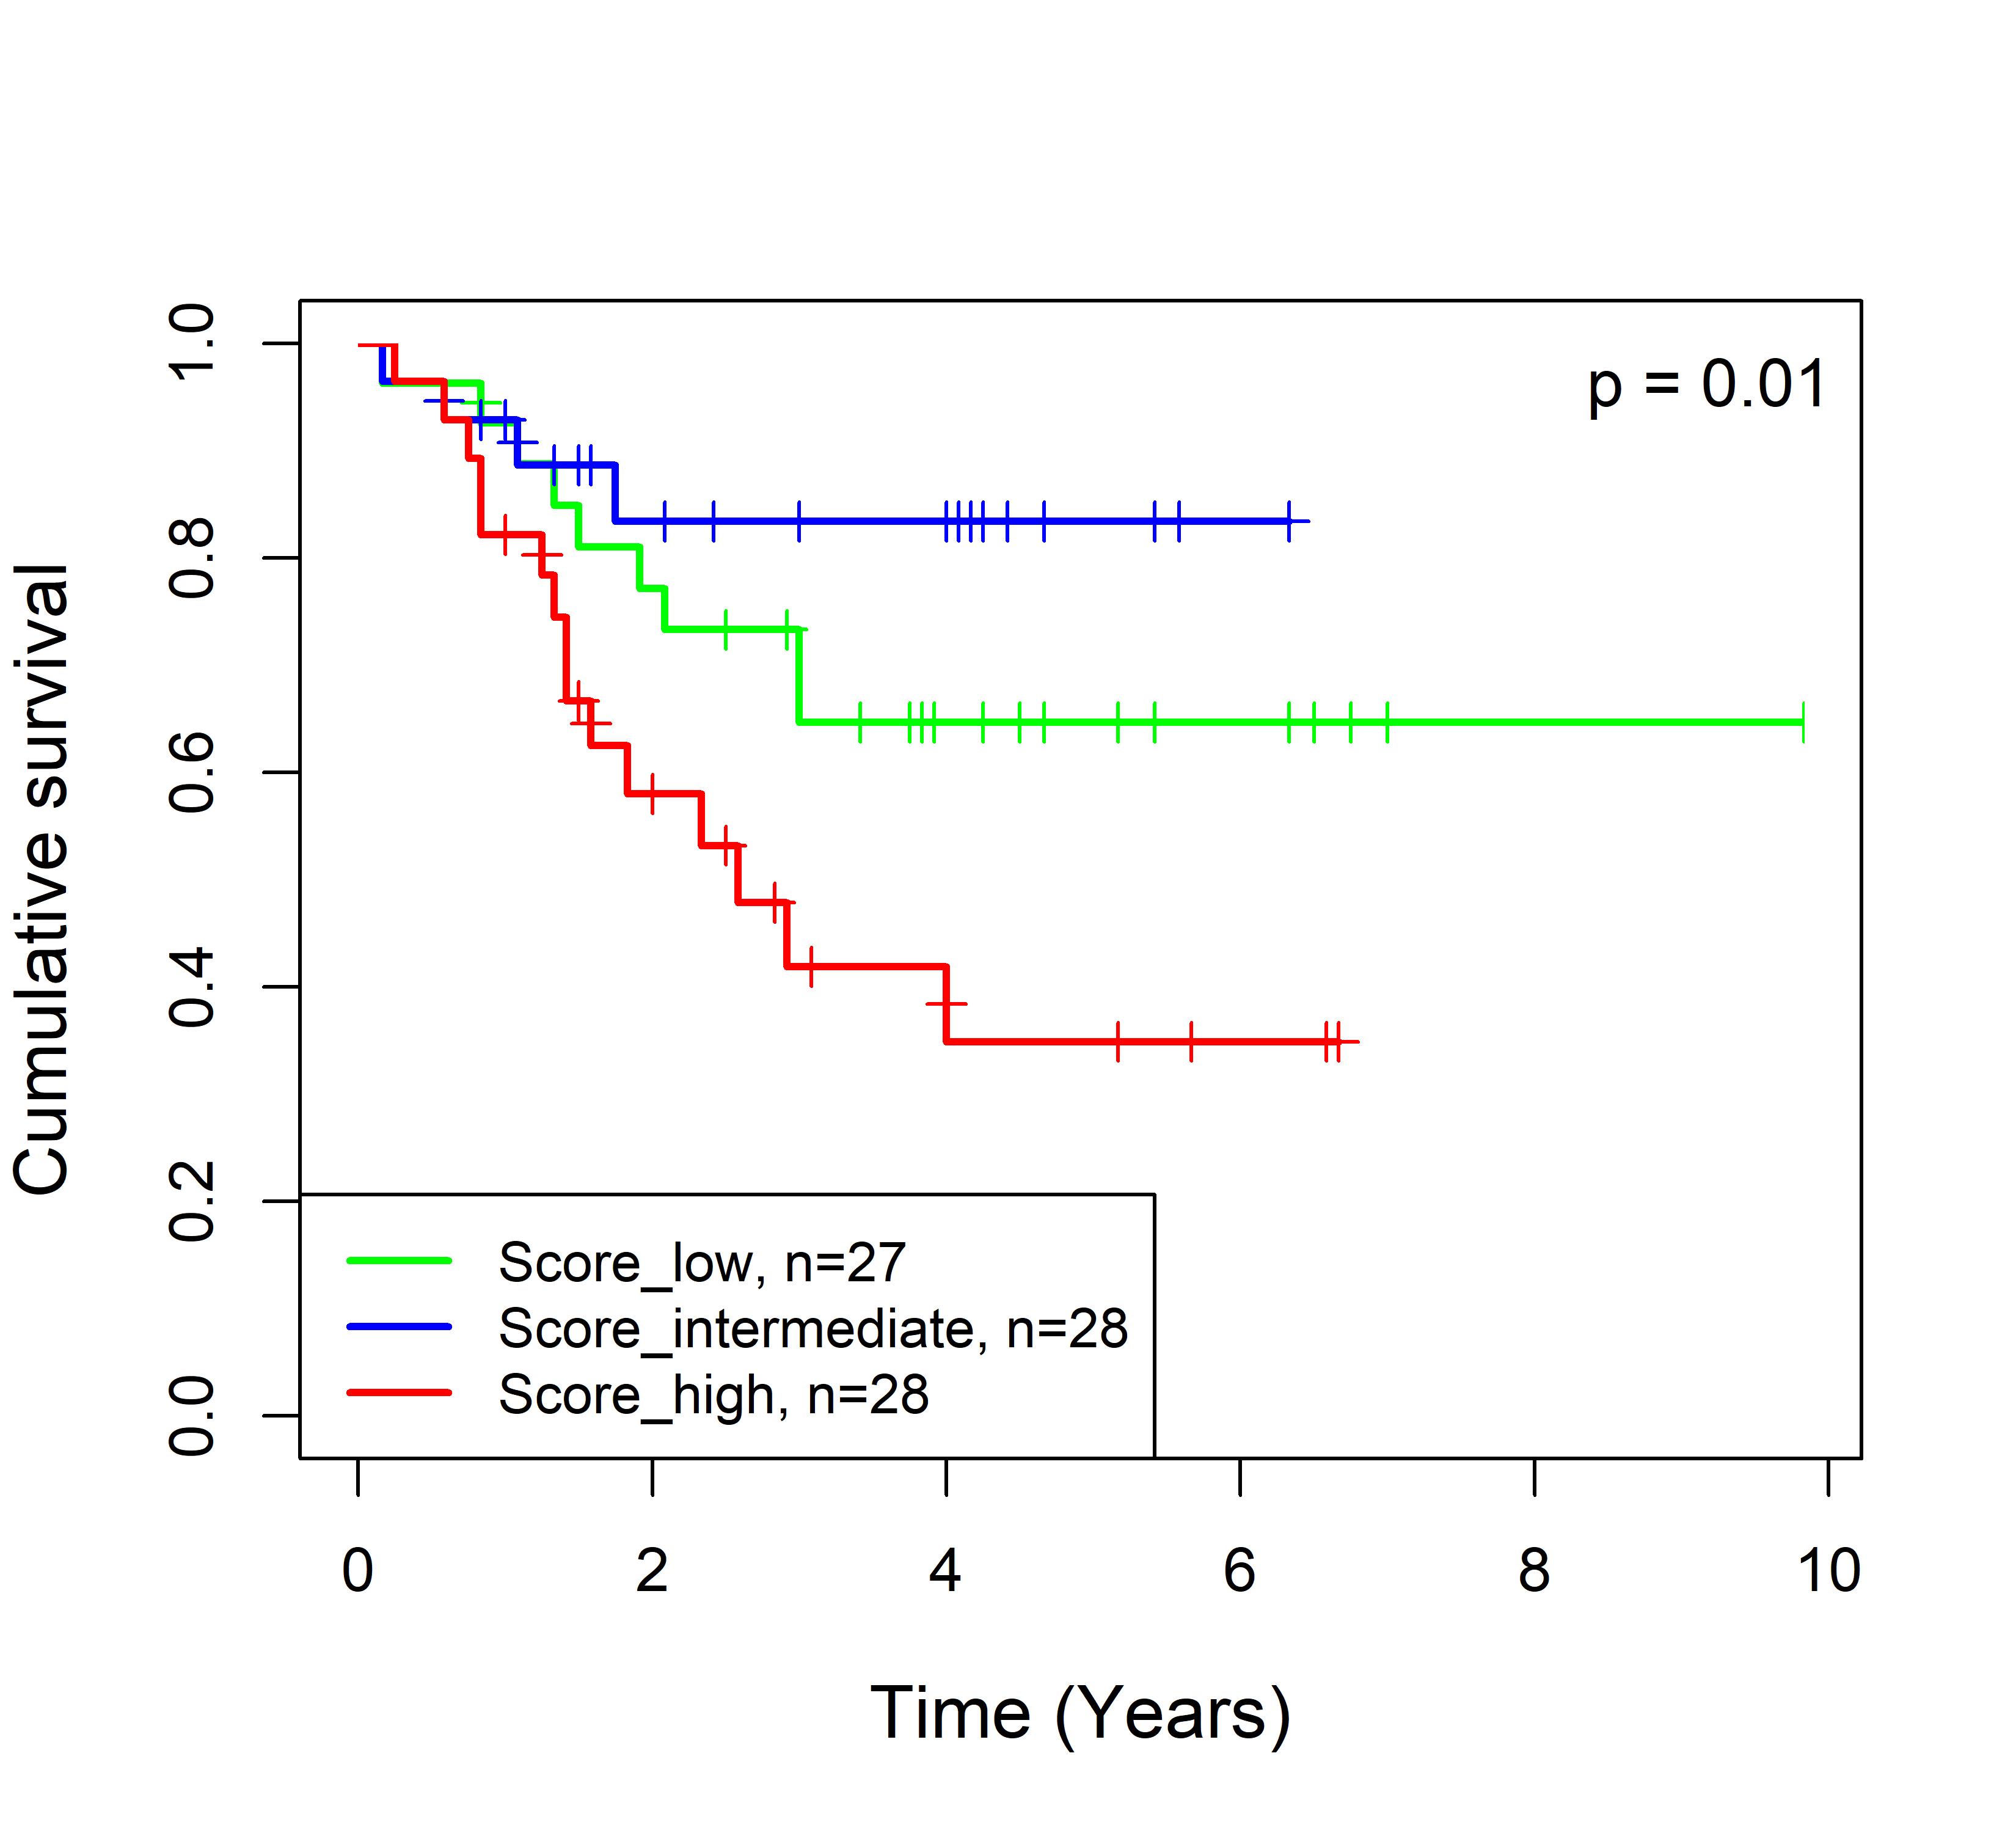 p = 0.01
Cumulative survival
1.0
0.8
0.6
0.4
0.2
0.0
Score_low, n=27
Score_intermediate, n=28
Score_high, n=28
0 2 4 6 8 10
Time (Years)